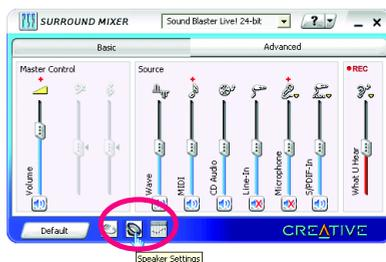 SURROUND MIXER
Sound Blaster Live! 24-bit
Basic
Advanced
Master Control
Source
REC
Volume
Wave
MIDI
CD Audio
Line-In
Microphone
S/PDIF-In
What U Hear
Default
CREATIVE
Speaker Settings